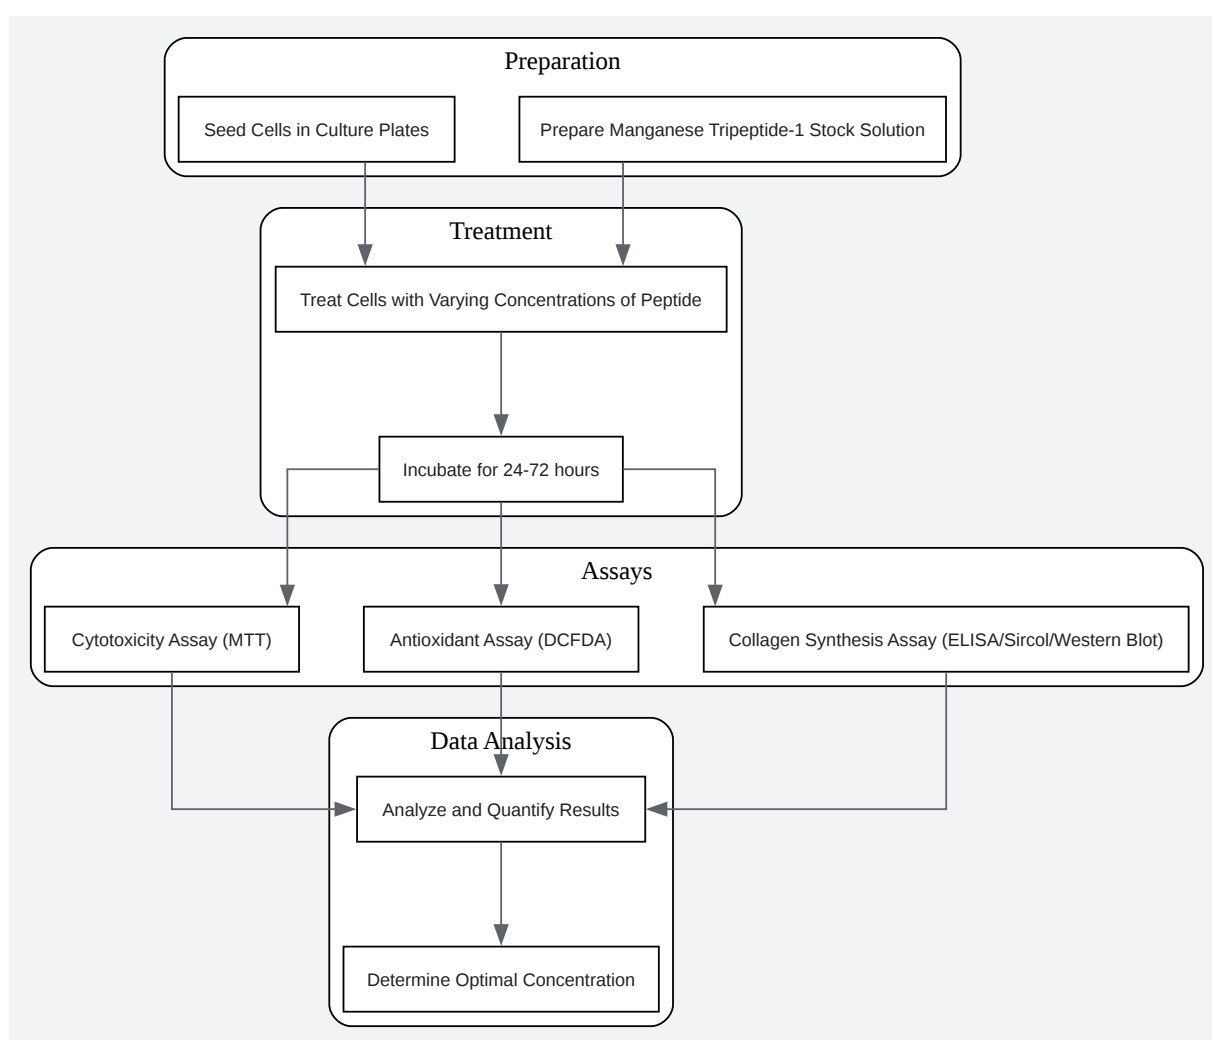 Preparation
Seed Cells in Culture Plates
Prepare Manganese Tripeptide-1 Stock Solution
Treatment
Treat Cells with Varying Concentrations of Peptide
Incubate for 24-72 hours
Assays
Cytotoxicity Assay (MTT)
Antioxidant Assay (DCFDA)
Collagen Synthesis Assay (ELISA/Sircol/Western Blot)
Data Analysis
Analyze and Quantify Results
Determine Optimal Concentration